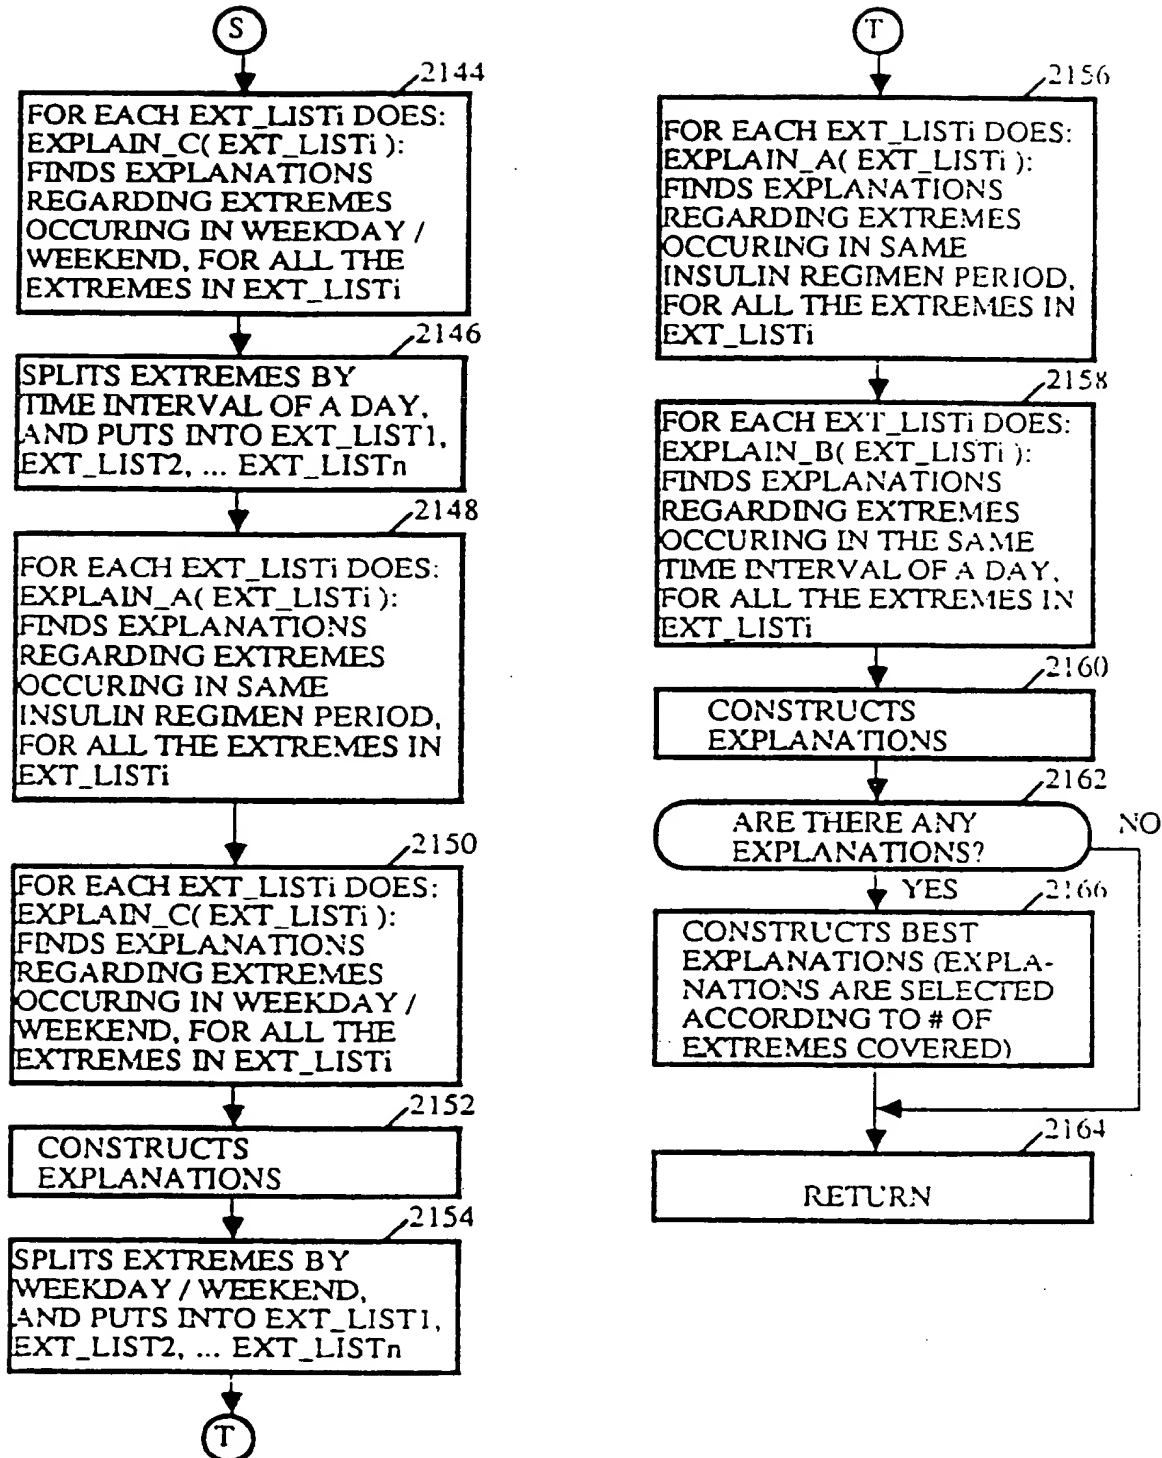 S
2144
FOR EACH EXT_LISTi DOES:
EXPLAIN_C( EXT_LISTi ):
FINDS EXPLANATIONS
REGARDING EXTREMES
OCCURING IN WEEKDAY /
WEEKEND, FOR ALL THE
EXTREMES IN EXT_LISTi
2146
SPLITS EXTREMES BY
TIME INTERVAL OF A DAY,
AND PUTS INTO EXT_LIST1,
EXT_LIST2, ... EXT_LISTn
2148
FOR EACH EXT_LISTi DOES:
EXPLAIN_A( EXT_LISTi ):
FINDS EXPLANATIONS
REGARDING EXTREMES
OCCURING IN SAME
INSULIN REGIMEN PERIOD,
FOR ALL THE EXTREMES IN
EXT_LISTi
2150
FOR EACH EXT_LISTi DOES:
EXPLAIN_C( EXT_LISTi ):
FINDS EXPLANATIONS
REGARDING EXTREMES
OCCURING IN WEEKDAY /
WEEKEND, FOR ALL THE
EXTREMES IN EXT_LISTi
2152
CONSTRUCTS
EXPLANATIONS
2154
SPLITS EXTREMES BY
WEEKDAY / WEEKEND,
AND PUTS INTO EXT_LIST1,
EXT_LIST2, ... EXT_LISTn
T
T
2156
FOR EACH EXT_LISTi DOES:
EXPLAIN_A( EXT_LISTi ):
FINDS EXPLANATIONS
REGARDING EXTREMES
OCCURING IN SAME
INSULIN REGIMEN PERIOD,
FOR ALL THE EXTREMES IN
EXT_LISTi
2158
FOR EACH EXT_LISTi DOES:
EXPLAIN_B( EXT_LISTi ):
FINDS EXPLANATIONS
REGARDING EXTREMES
OCCURING IN THE SAME
TIME INTERVAL OF A DAY,
FOR ALL THE EXTREMES IN
EXT_LISTi
2160
CONSTRUCTS
EXPLANATIONS
2162
ARE THERE ANY
EXPLANATIONS?
NO
YES
2166
CONSTRUCTS BEST
EXPLANATIONS (EXPLA-
NATIONS ARE SELECTED
ACCORDING TO # OF
EXTREMES COVERED)
2164
RETURN